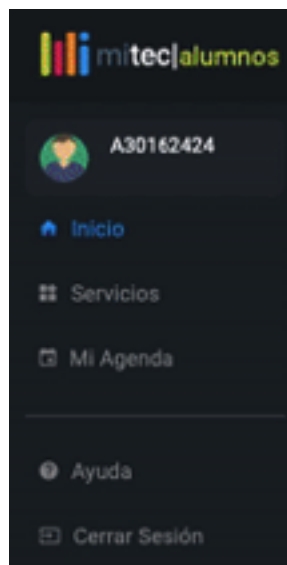 mitec|alumnos
A30162424
Inicio
Servicios
Mi Agenda
Ayuda
Cerrar Sesión